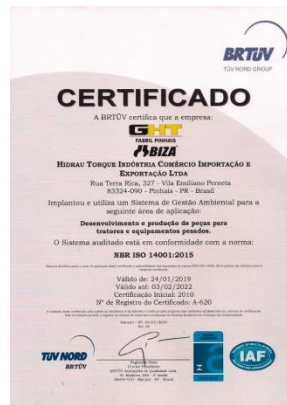 BRTÜV
TÜV NORD GROUP
CERTIFICADO
A BRTÜV certifica que a empresa:
GHT
FABRIL PINHAIS
IBIZA
HIDRAU TORQUE INDÚSTRIA COMÉRCIO IMPORTAÇÃO E
EXPORTAÇÃO LTDA
Rua Terra Rica, 327 - Vila Emiliano Perneta
83324-090 - Pinhais - PR - Brasil
Implantou e utiliza um Sistema de Gestão Ambiental para a
seguinte área de aplicação:
Desenvolvimento e produção de peças para
tratores e equipamentos pesados.
O Sistema auditado está em conformidade com a norma:
NBR ISO 14001:2015
Válido de: 24/01/2019
Válido até: 03/02/2022
Certificado Inicial: 2010
Nº de Registro do Certificado: A-620
TÜV NORD
BRTÜV
IAF